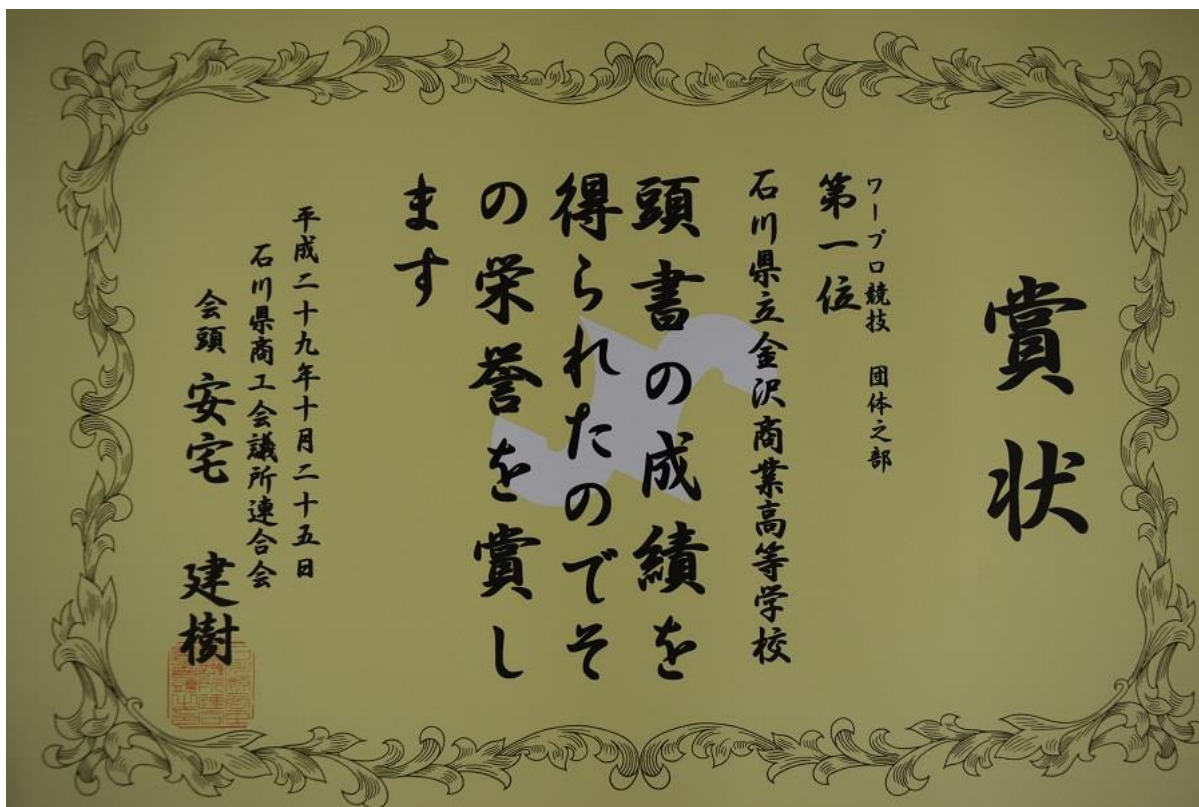 賞状
ワープロ競技 団体之部
第一位
石川県立金沢商業高等学校
頭書の成績を
得られたのでそ
の栄誉を賞し
ます
平成二十九年十月二十五日
石川県商工会議所連合会
会頭 安宅 建樹